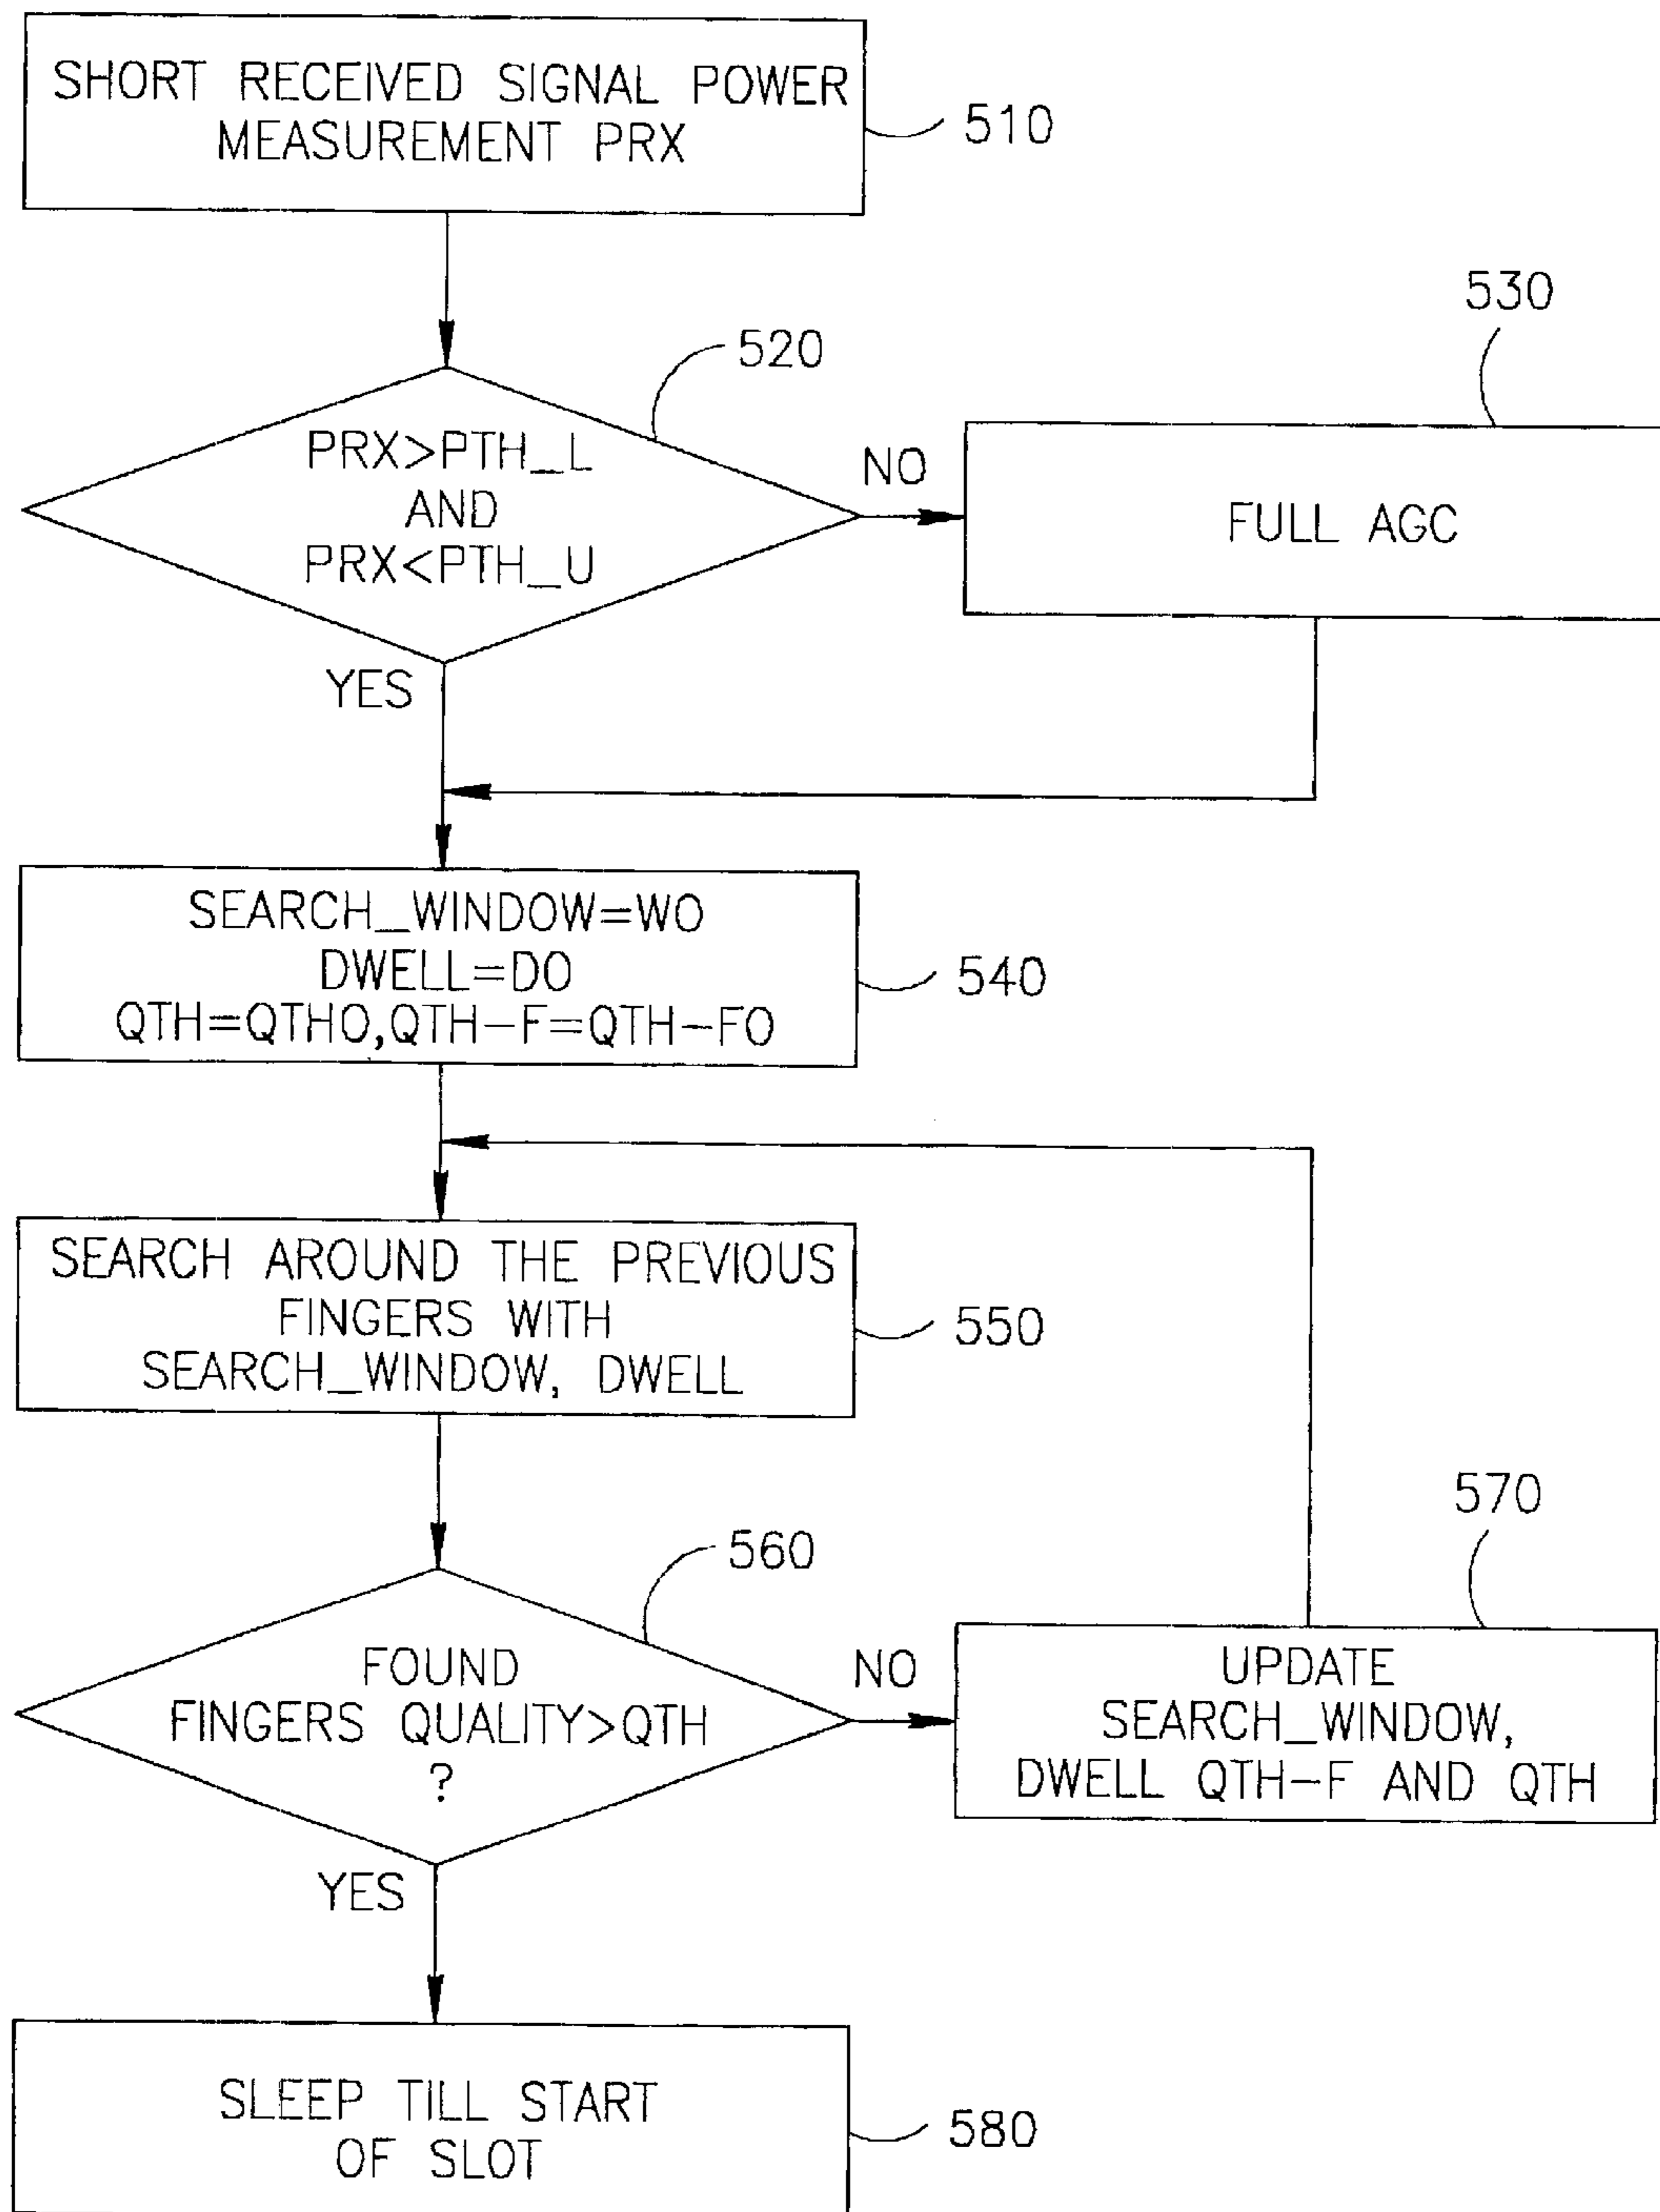 SHORT RECEIVED SIGNAL POWER
MEASUREMENT PRX
510
520
PRX>PTH_L
AND
PRX<PTH_U
NO
530
FULL AGC
YES
SEARCH_WINDOW=WO
DWELL=DO
QTH=QTHO,QTH-F=QTH-FO
540
SEARCH AROUND THE PREVIOUS
FINGERS WITH
SEARCH_WINDOW, DWELL
550
560
FOUND
FINGERS QUALITY>QTH
?
NO
570
UPDATE
SEARCH_WINDOW,
DWELL QTH-F AND QTH
YES
SLEEP TILL START
OF SLOT
580